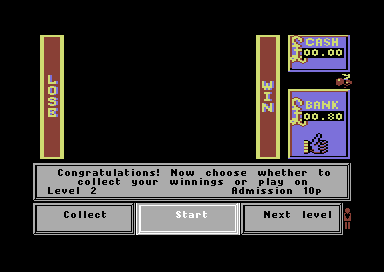 LOSE
WIN
CASH
£00.00
BANK
£00.80
Congratulations! Now choose whether to
collect your winnings or play on
Level 2 Admission 10p
Collect Start Next level